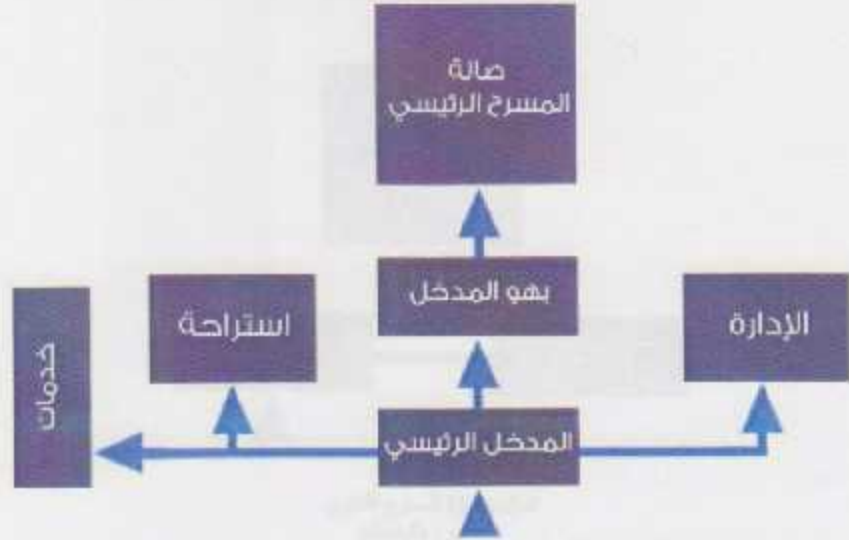 صالة
المسرح الرئيسي
بهو المدخل
الإدارة
استراحة
خدمات
المدخل الرئيسي